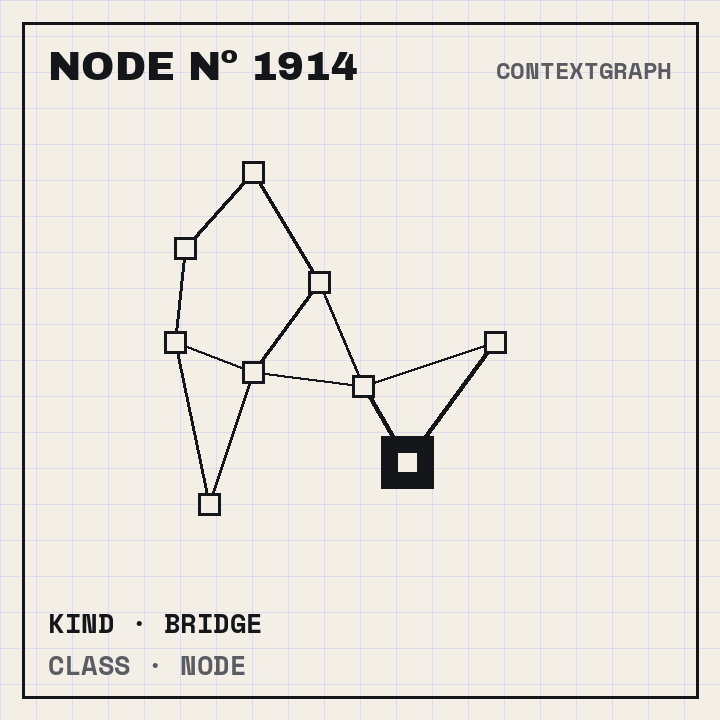 NODE Nº 1914
CONTEXTGRAPH
KIND · BRIDGE
CLASS · NODE